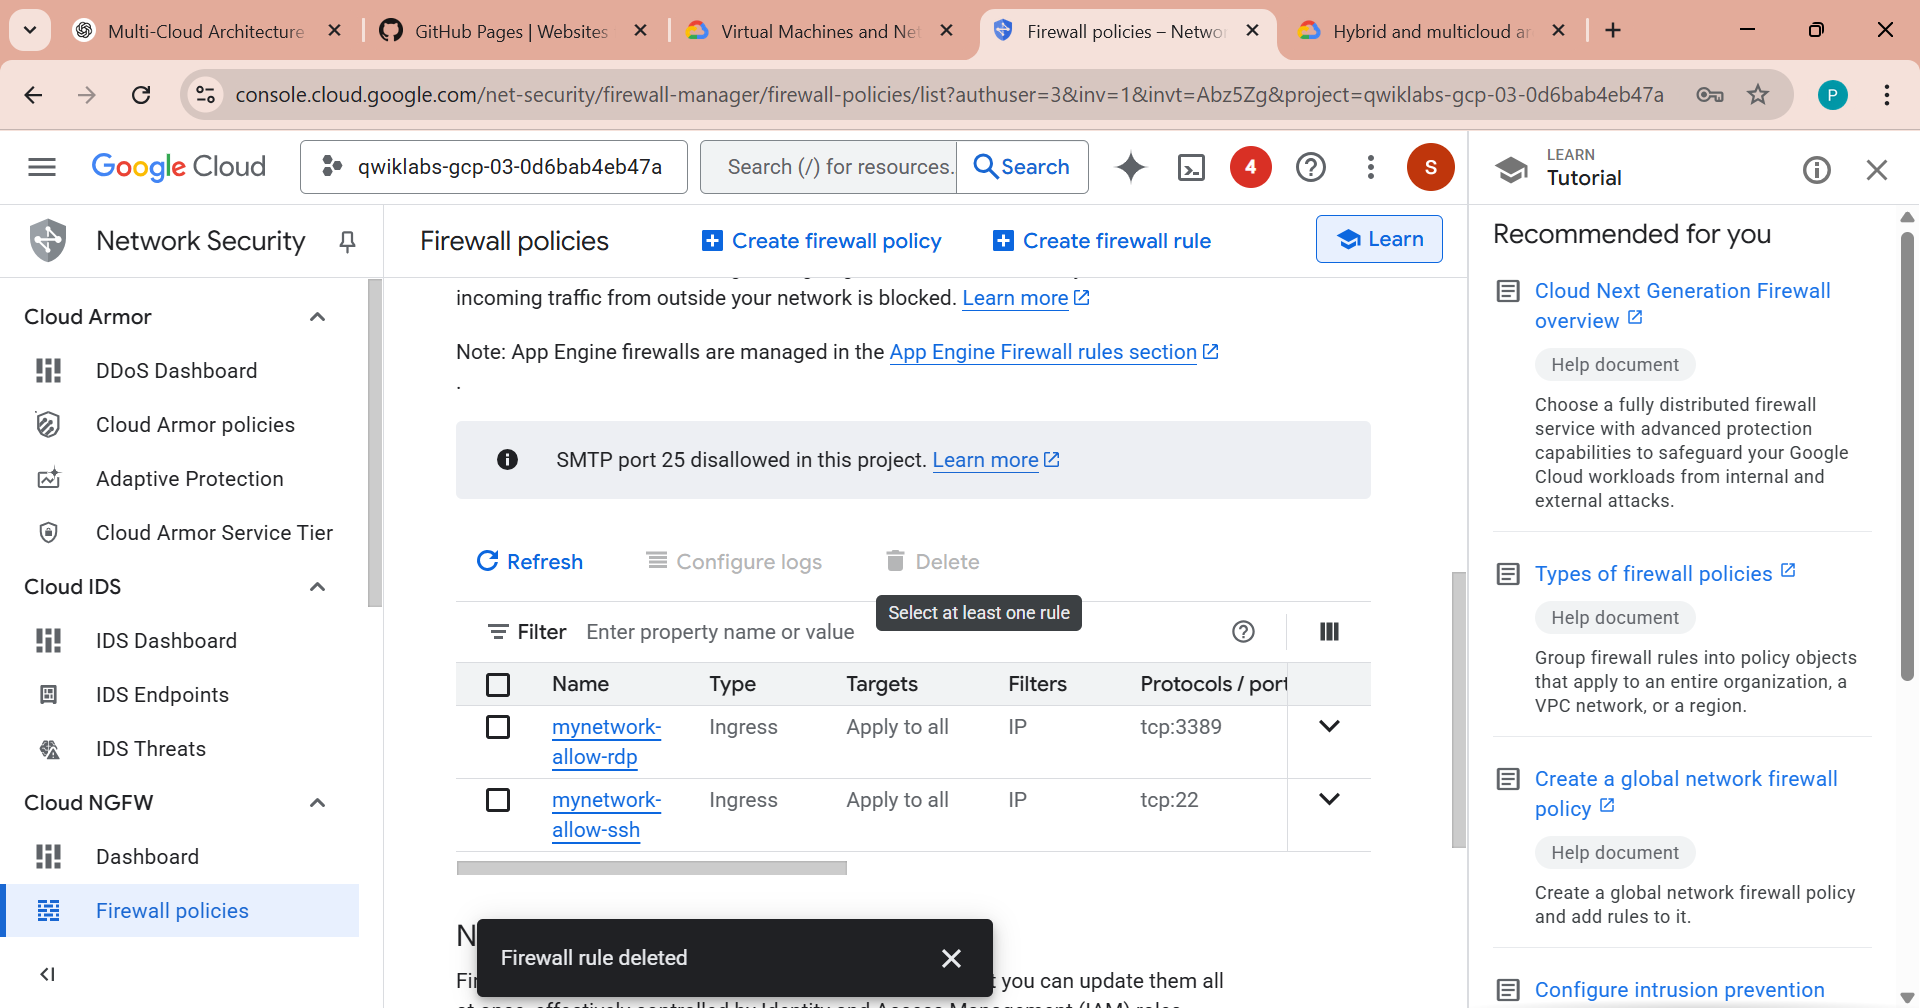 Multi-Cloud Architecture
GitHub Pages | Websites
Virtual Machines and Net
Firewall policies – Networ
Hybrid and multicloud ar
console.cloud.google.com/net-security/firewall-manager/firewall-policies/list?authuser=3&inv=1&invt=Abz5Zg&project=qwiklabs-gcp-03-0d6bab4eb47a
P
Google Cloud
qwiklabs-gcp-03-0d6bab4eb47a
Search (/) for resources.
Search
4
S
LEARN
Tutorial
Network Security
Firewall policies
Create firewall policy
Create firewall rule
Learn
Cloud Armor
DDoS Dashboard
Cloud Armor policies
Adaptive Protection
Cloud Armor Service Tier
Cloud IDS
IDS Dashboard
IDS Endpoints
IDS Threats
Cloud NGFW
Dashboard
Firewall policies
incoming traffic from outside your network is blocked. Learn more
Note: App Engine firewalls are managed in the App Engine Firewall rules section
.
SMTP port 25 disallowed in this project. Learn more
Refresh
Configure logs
Delete
Select at least one rule
Filter Enter property name or value
Name Type Targets Filters Protocols / port
mynetwork-
allow-rdp
Ingress Apply to all IP tcp:3389
mynetwork-
allow-ssh
Ingress Apply to all IP tcp:22
Firewall rule deleted
you can update them all
Recommended for you
Cloud Next Generation Firewall
overview
Help document
Choose a fully distributed firewall
service with advanced protection
capabilities to safeguard your Google
Cloud workloads from internal and
external attacks.
Types of firewall policies
Help document
Group firewall rules into policy objects
that apply to an entire organization, a
VPC network, or a region.
Create a global network firewall
policy
Help document
Create a global network firewall policy
and add rules to it.
Configure intrusion prevention